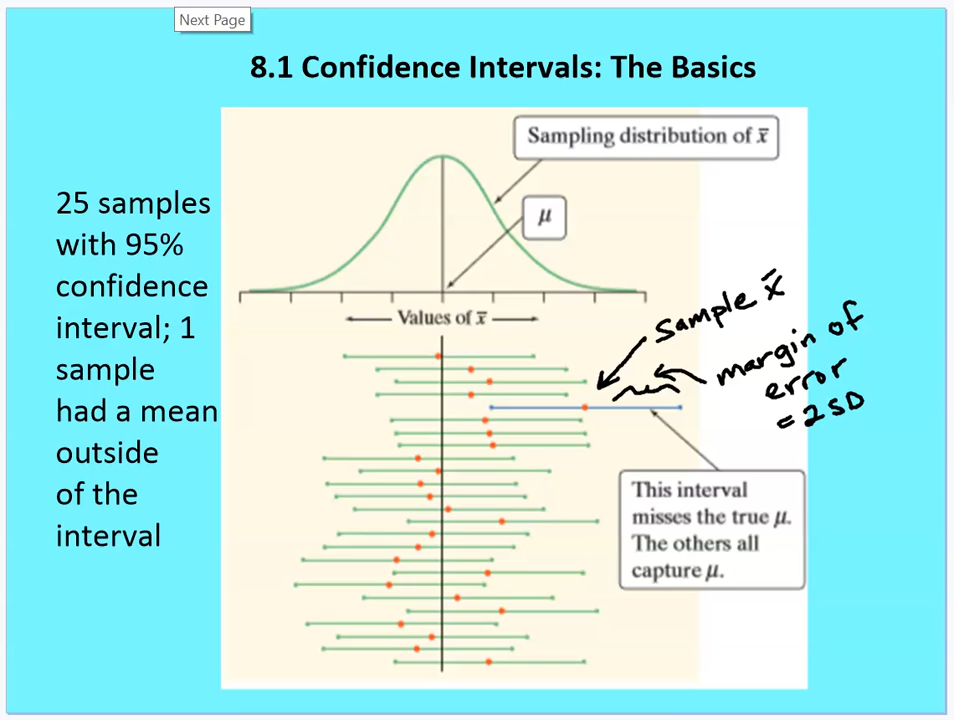 Next Page
8.1 Confidence Intervals: The Basics
25 samples
with 95%
confidence
interval; 1
sample
had a mean
outside
of the
interval
Sampling distribution of x̄
μ
Values of x̄
Sample x̄
margin of
error
= 2 SD
This interval
misses the true μ.
The others all
capture μ.